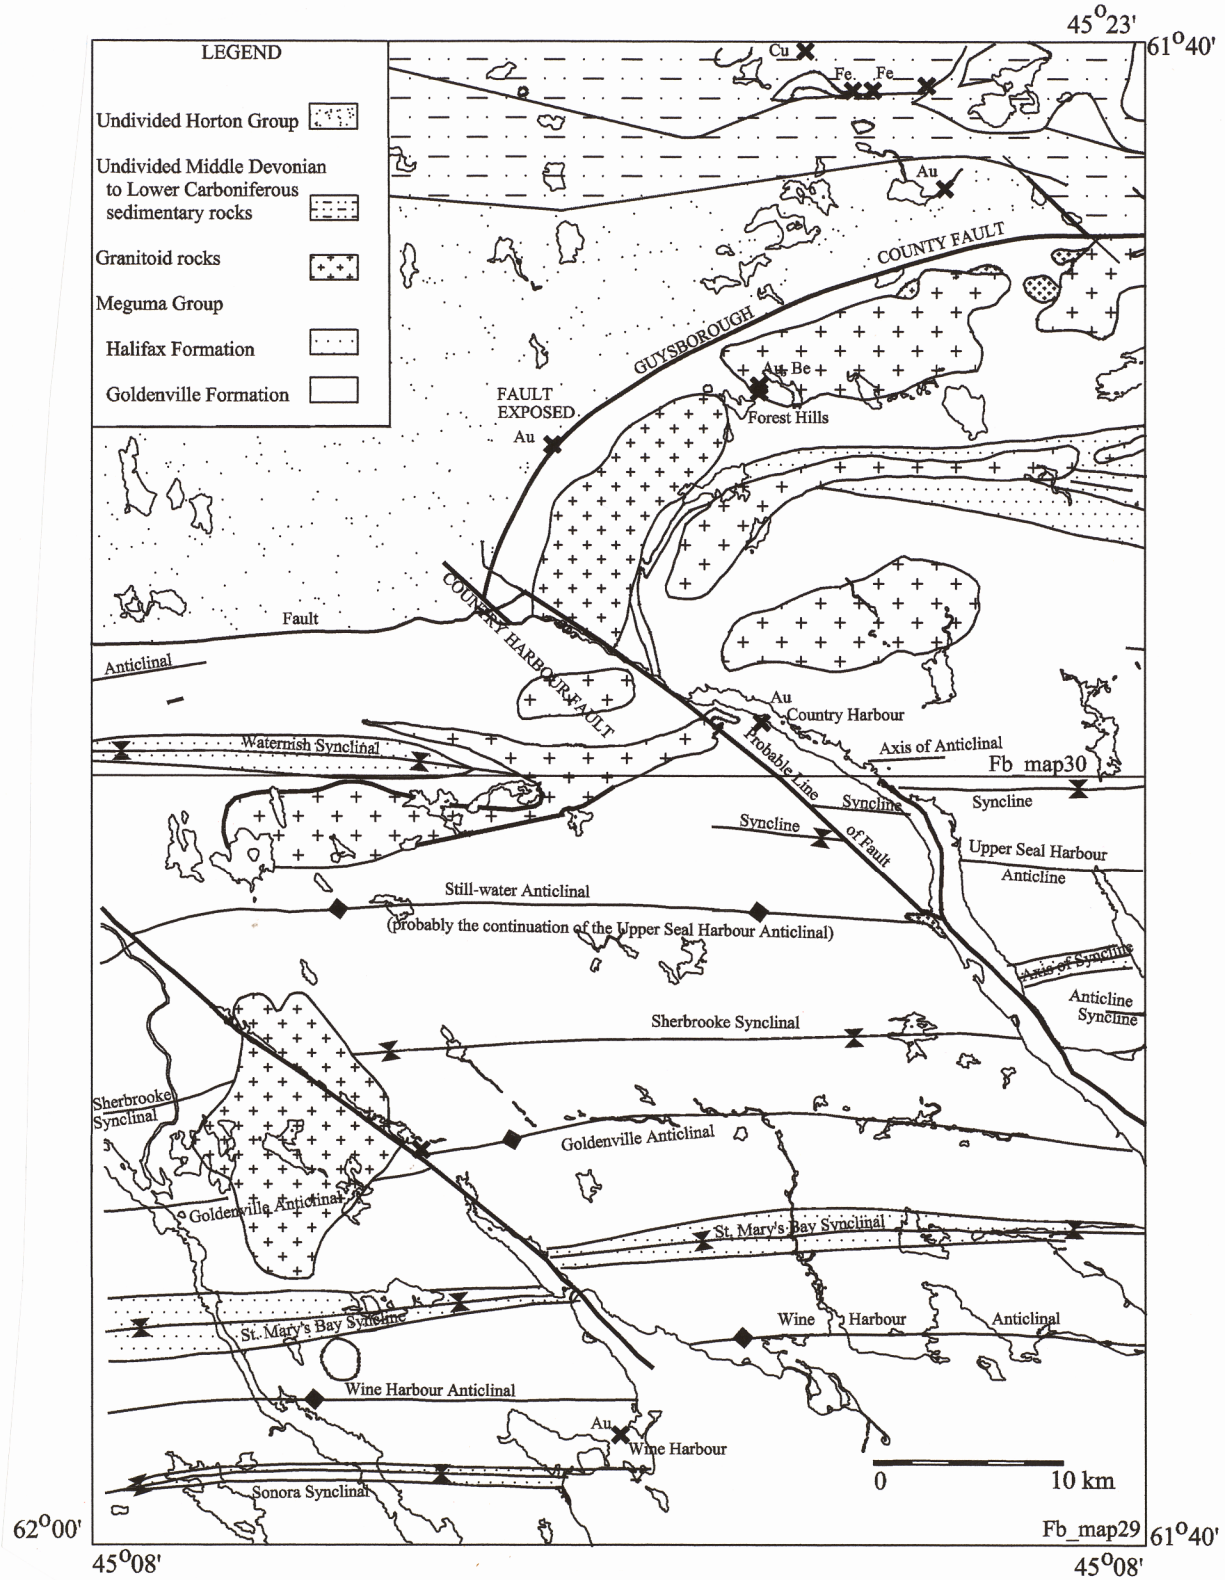 45°23'
61°40'
LEGEND
Undivided Horton Group
Undivided Middle Devonian
to Lower Carboniferous
sedimentary rocks
Granitoid rocks
Meguma Group
Halifax Formation
Goldenville Formation
Cu
Fe
Fe
Au
COUNTY FAULT
GUYSBOROUGH
Au, Be
Forest Hills
FAULT
EXPOSED
Au
COUNTRY HARBOUR FAULT
Fault
Anticlinal
Au
Country Harbour
Waternish Synclinal
Probable Line
of Fault
Axis of Anticlinal
Fb_map30
Syncline
Syncline
Syncline
Upper Seal Harbour
Anticline
Still-water Anticlinal
(probably the continuation of the Upper Seal Harbour Anticlinal)
Axis of Syncline
Anticline
Syncline
Sherbrooke Synclinal
Sherbrooke
Synclinal
Goldenville Anticlinal
Goldenville Anticlinal
St. Mary's Bay Synclinal
St. Mary's Bay Syncline
Wine Harbour Anticlinal
Wine Harbour Anticlinal
Au
Wine Harbour
Sonora Synclinal
0 10 km
62°00'
Fb_map29
61°40'
45°08'
45°08'